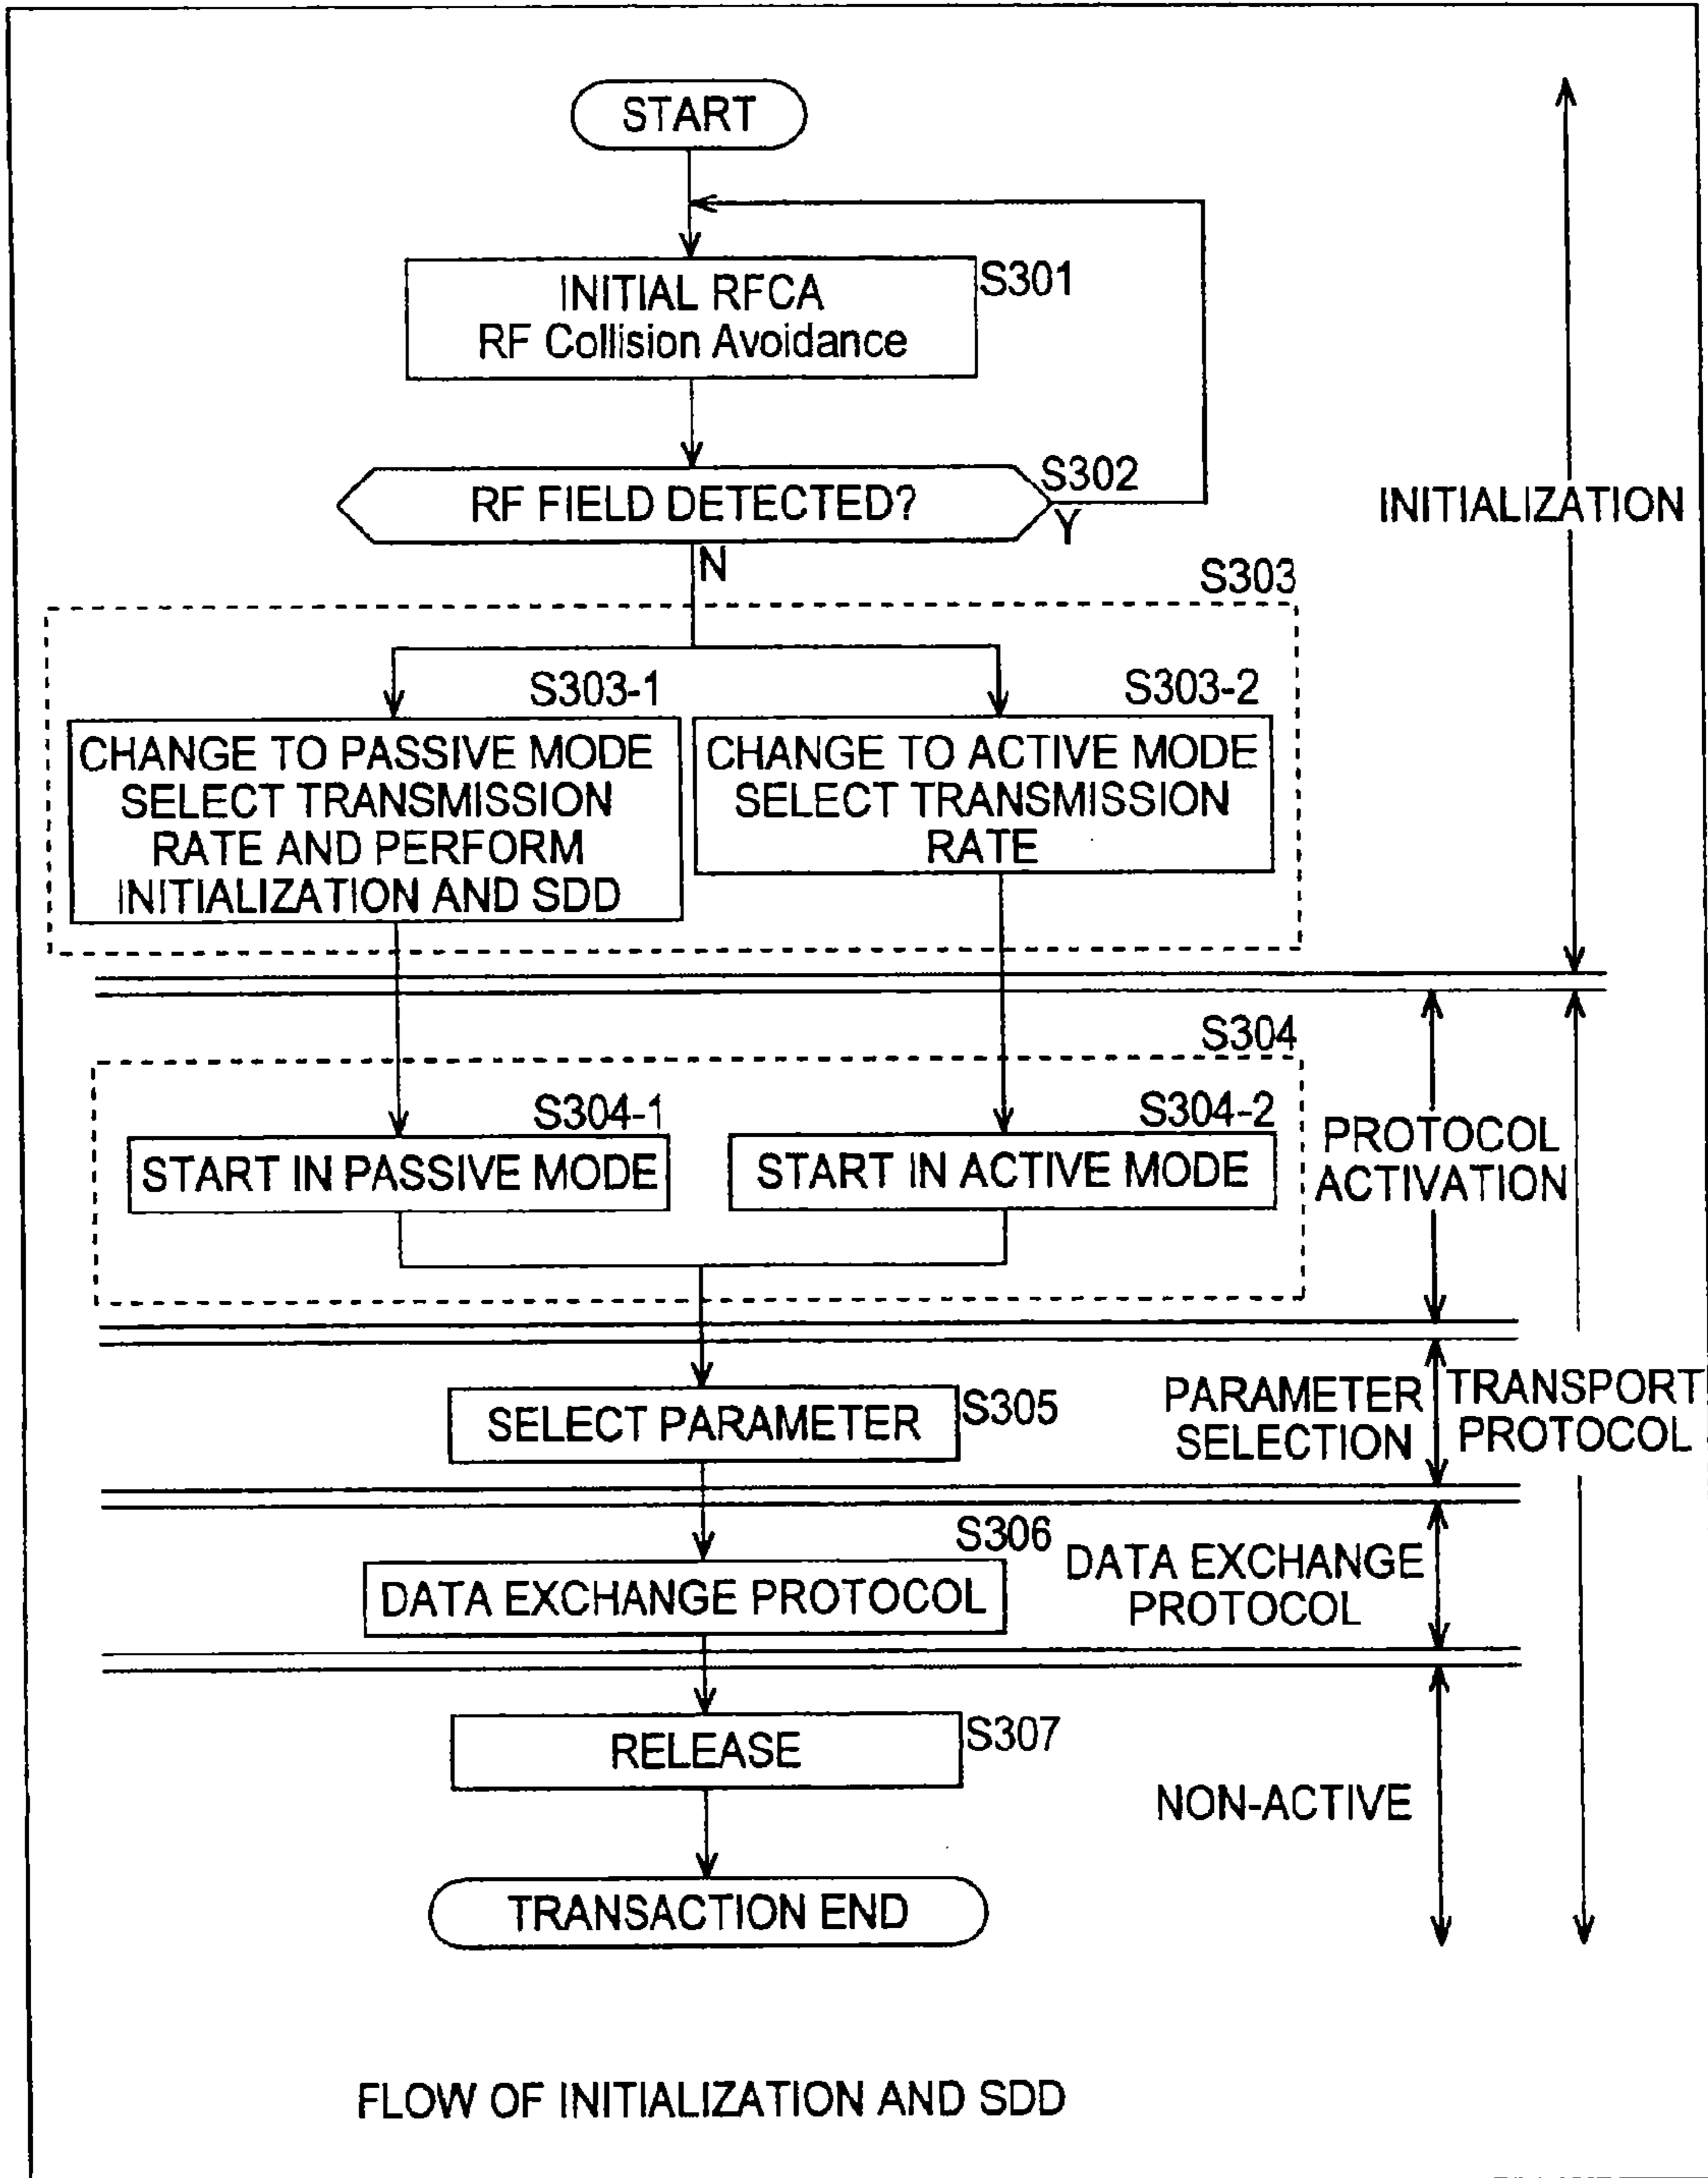 START
INITIAL RFCA
RF Collision Avoidance
S301
RF FIELD DETECTED?
S302
Y
N
INITIALIZATION
S303
S303-1
CHANGE TO PASSIVE MODE
SELECT TRANSMISSION
RATE AND PERFORM
INITIALIZATION AND SDD
S303-2
CHANGE TO ACTIVE MODE
SELECT TRANSMISSION
RATE
S304
S304-1
START IN PASSIVE MODE
S304-2
START IN ACTIVE MODE
PROTOCOL
ACTIVATION
SELECT PARAMETER
S305
PARAMETER
SELECTION
TRANSPORT
PROTOCOL
S306
DATA EXCHANGE PROTOCOL
DATA EXCHANGE
PROTOCOL
RELEASE
S307
NON-ACTIVE
TRANSACTION END
FLOW OF INITIALIZATION AND SDD